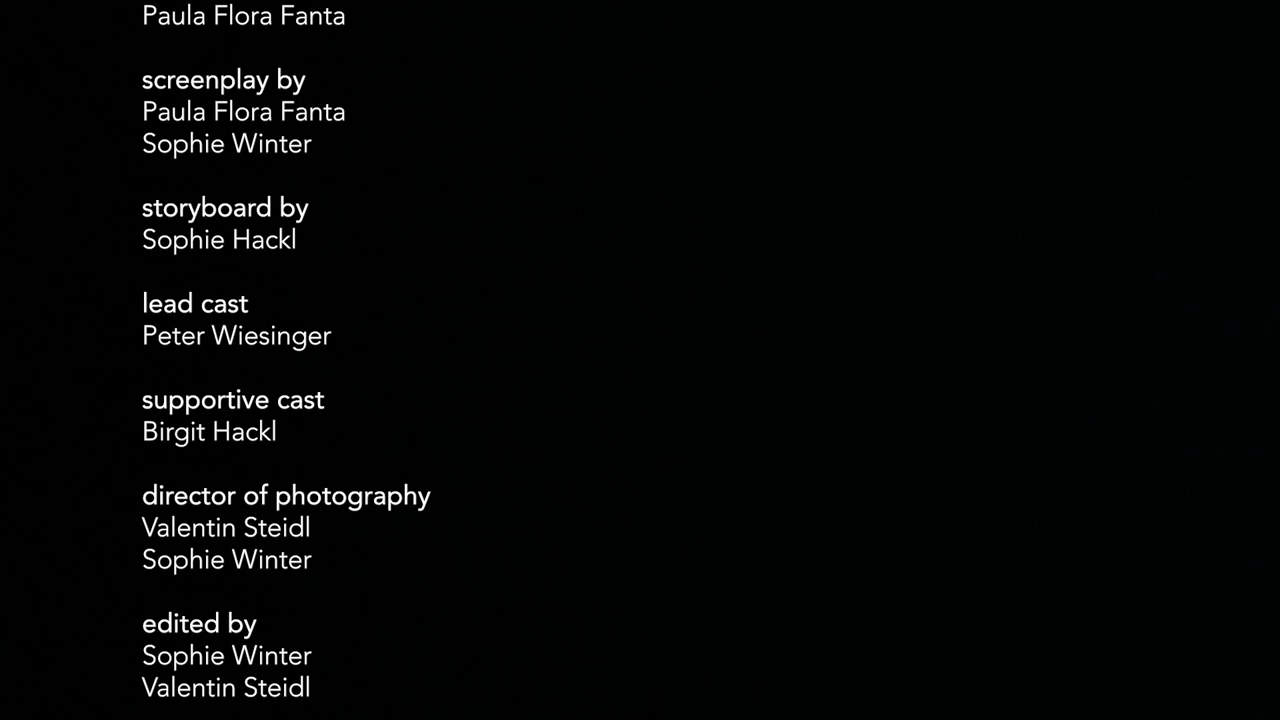 Paula Flora Fanta
screenplay by
Paula Flora Fanta
Sophie Winter
storyboard by
Sophie Hackl
lead cast
Peter Wiesinger
supportive cast
Birgit Hackl
director of photography
Valentin Steidl
Sophie Winter
edited by
Sophie Winter
Valentin Steidl